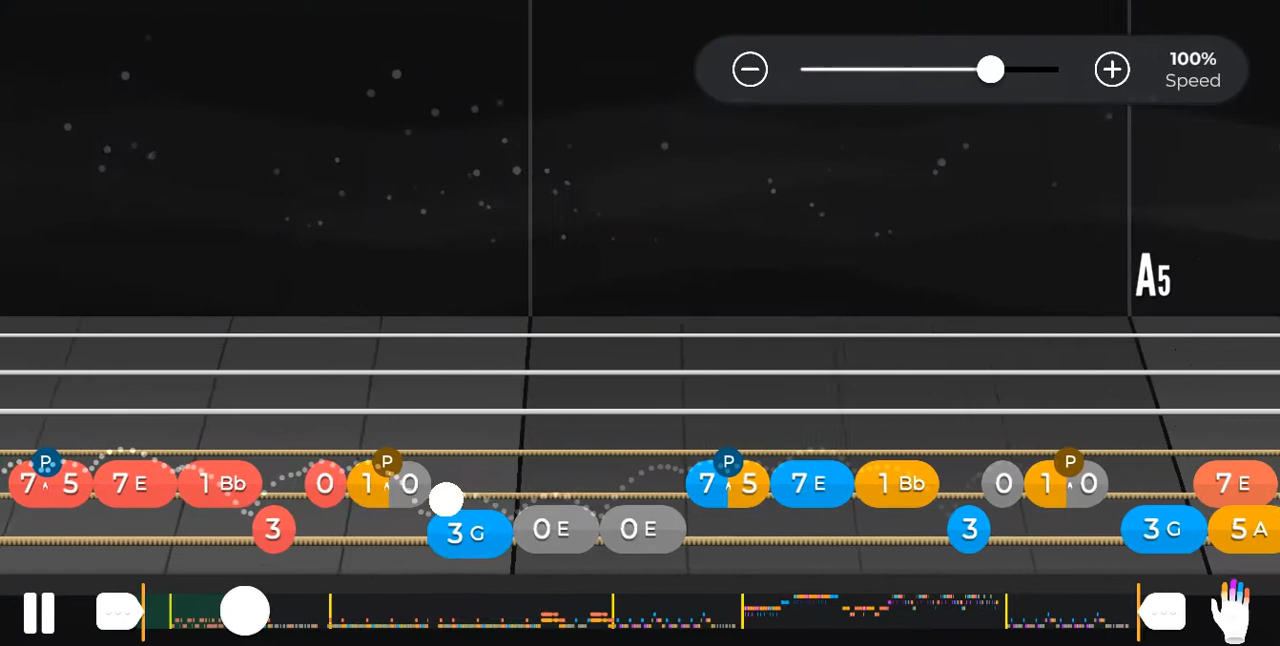 100%
Speed
A5
P P P P
7 5 7 E 1 Bb 0 1 0 7 5 7 E 1 Bb 0 1 0 7 E
3 3 G 0 E 0 E 3 3 G 5 A